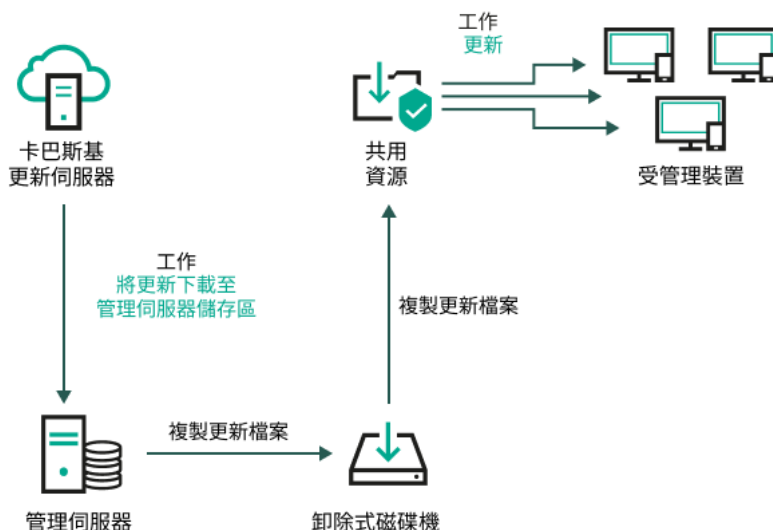 工作
更新
卡巴斯基
更新伺服器
共用
資源
受管理裝置
工作
將更新下載至
管理伺服器儲存區
複製更新檔案
複製更新檔案
管理伺服器
卸除式磁碟機